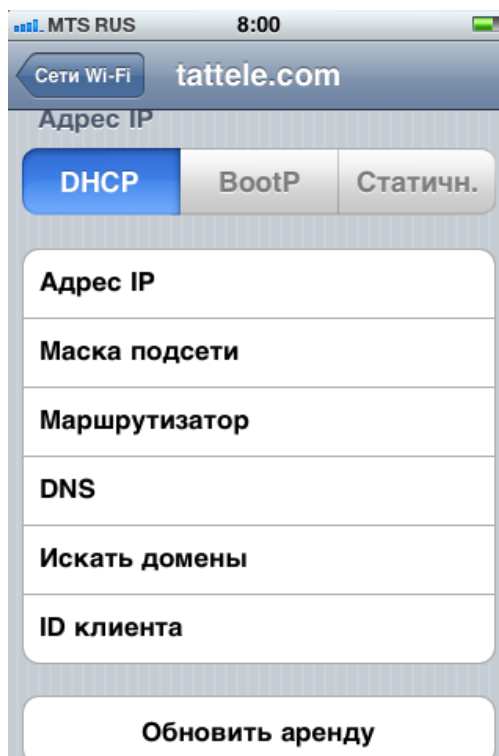 MTS RUS 8:00
Сети Wi-Fi tattele.com
Адрес IP
DHCP BootP Статичн.
Адрес IP
Маска подсети
Маршрутизатор
DNS
Искать домены
ID клиента
Обновить аренду